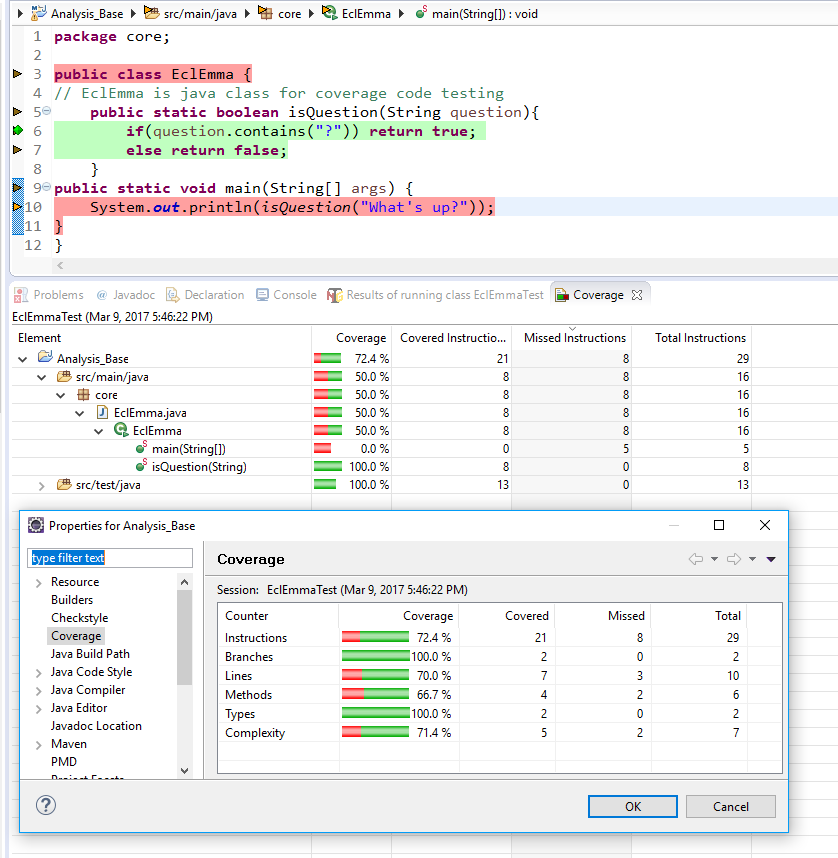 Analysis_Base src/main/java core EclEmma main(String[]) : void
1 package core;
2
3 public class EclEmma {
4 // EclEmma is java class for coverage code testing
5 public static boolean isQuestion(String question){
6 if(question.contains("?")) return true;
7 else return false;
8 }
9 public static void main(String[] args) {
10 System.out.println(isQuestion("What's up?"));
11 }
12 }
Problems @ Javadoc Declaration Console Results of running class EclEmmaTest Coverage
EclEmmaTest (Mar 9, 2017 5:46:22 PM)
Element Coverage Covered Instructio... Missed Instructions Total Instructions
Analysis_Base 72.4 % 21 8 29
src/main/java 50.0 % 8 8 16
core 50.0 % 8 8 16
EclEmma.java 50.0 % 8 8 16
EclEmma 50.0 % 8 8 16
main(String[]) 0.0 % 0 5 5
isQuestion(String) 100.0 % 8 0 8
src/test/java 100.0 % 13 0 13
Properties for Analysis_Base
type filter text
Resource
Builders
Checkstyle
Coverage
Java Build Path
Java Code Style
Java Compiler
Java Editor
Javadoc Location
Maven
PMD
Project Facets
Coverage
Session: EclEmmaTest (Mar 9, 2017 5:46:22 PM)
Counter Coverage Covered Missed Total
Instructions 72.4 % 21 8 29
Branches 100.0 % 2 0 2
Lines 70.0 % 7 3 10
Methods 66.7 % 4 2 6
Types 100.0 % 2 0 2
Complexity 71.4 % 5 2 7
OK Cancel